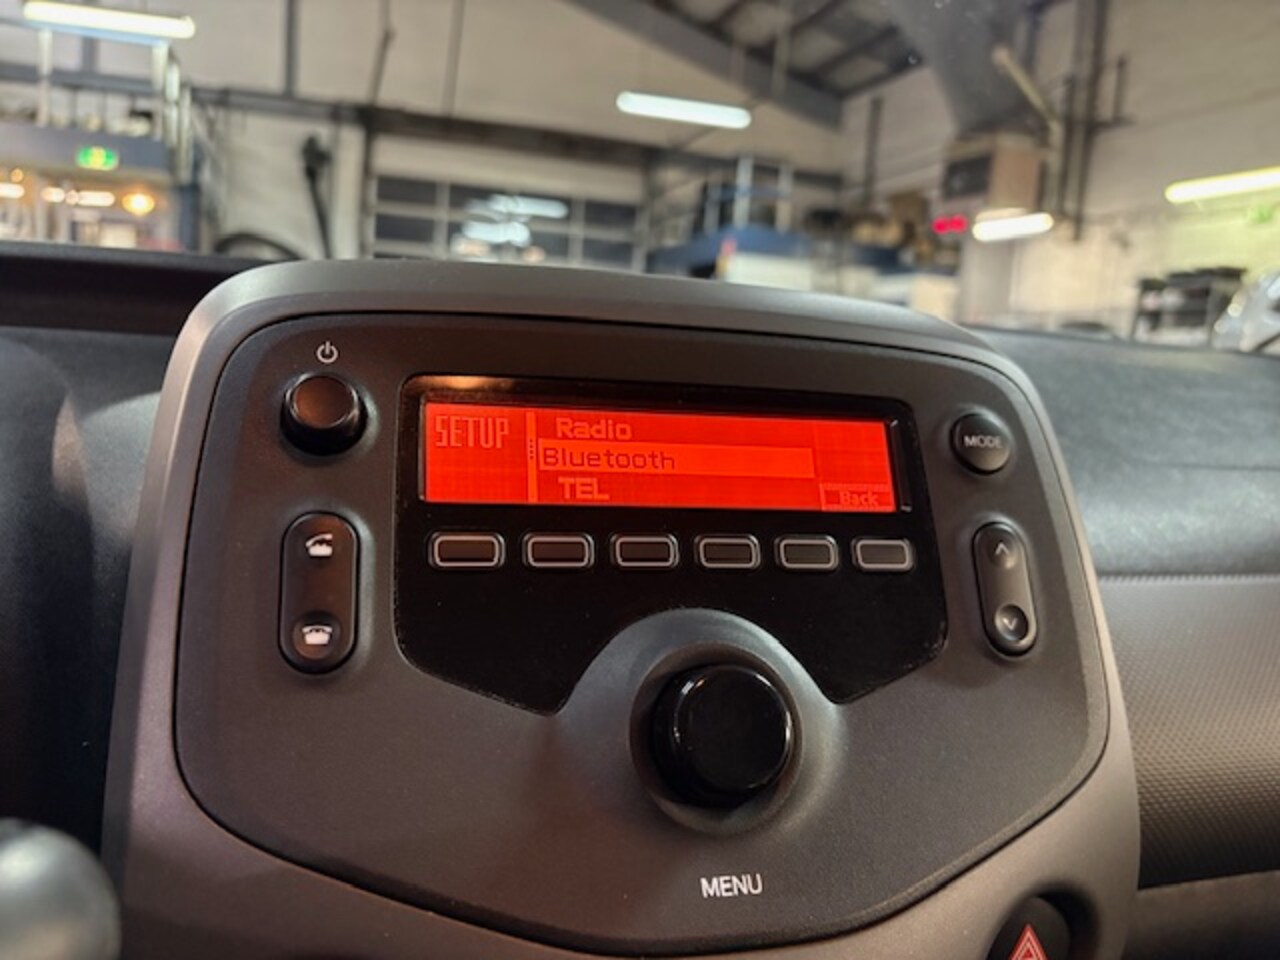 SETUP
Radio
Bluetooth
TEL
Back
MODE
MENU